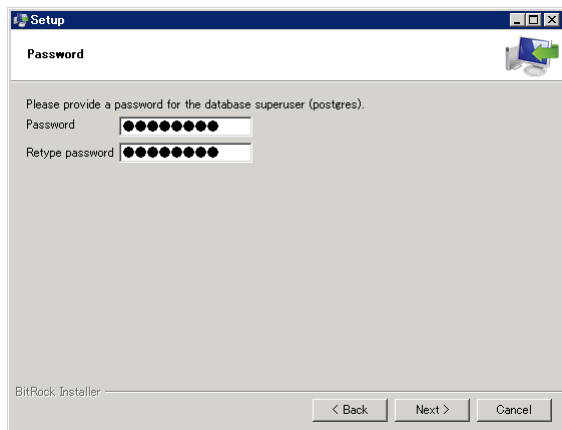 Setup
Password
Please provide a password for the database superuser (postgres).
Password ●●●●●●●●
Retype password ●●●●●●●●
BitRock Installer
< Back Next > Cancel